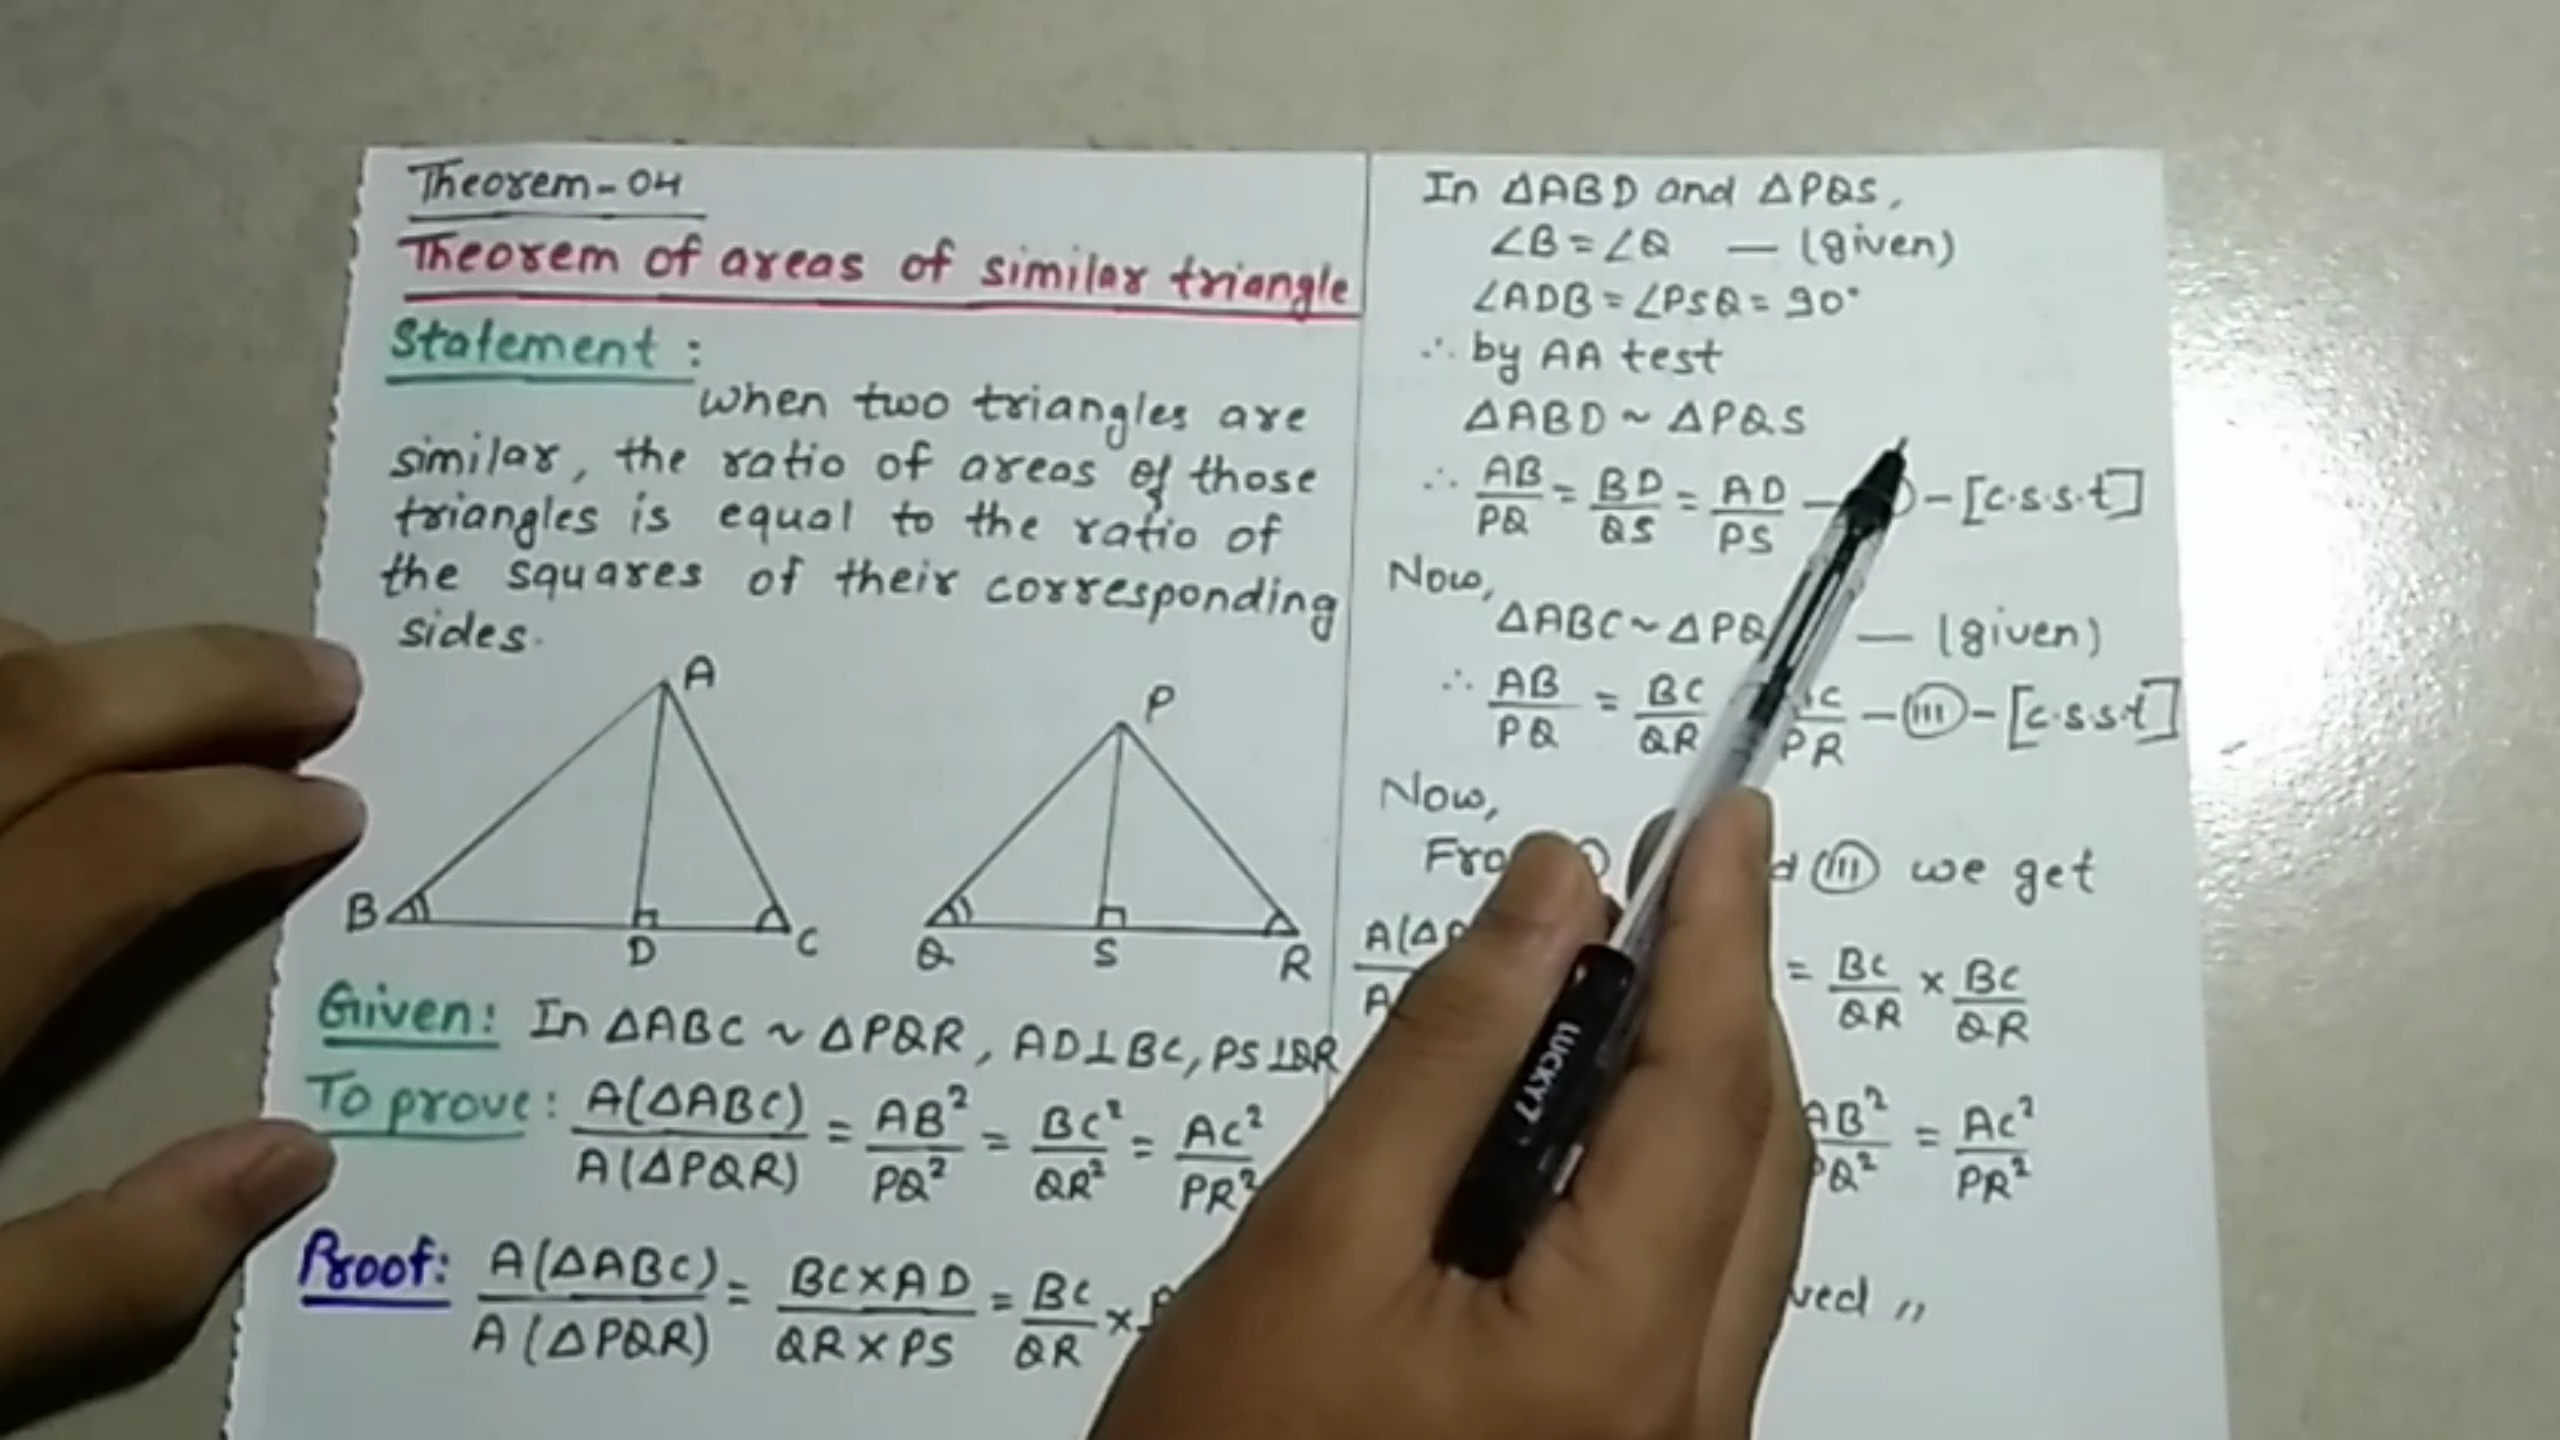 Theorem-04
Theorem of areas of similar triangle
Statement :
When two triangles are
similar, the ratio of areas of those
triangles is equal to the ratio of
the squares of their corresponding
sides.
A
B
D
C
P
Q
S
R
Given: In ΔABC ~ ΔPQR, AD⊥BC, PS⊥QR
To prove: A(ΔABC)/A(ΔPQR) = AB²/PQ² = BC²/QR² = AC²/PR²
Proof: A(ΔABC)/A(ΔPQR) = BC×AD/QR×PS = BC/QR ×
In ΔABD and ΔPQS,
∠B = ∠Q — (given)
∠ADB = ∠PSQ = 90°
∴ by AA test
ΔABD ~ ΔPQS
∴ AB/PQ = BD/QS = AD/PS — - [c.s.s.t]
Now,
ΔABC ~ ΔPQ — (given)
∴ AB/PQ = BC/QR /PR — (III) - [c.s.s.t]
Now,
(III) we get
= BC/QR × BC/QR
AB²/PQ² = AC²/PR²
LUCKY7